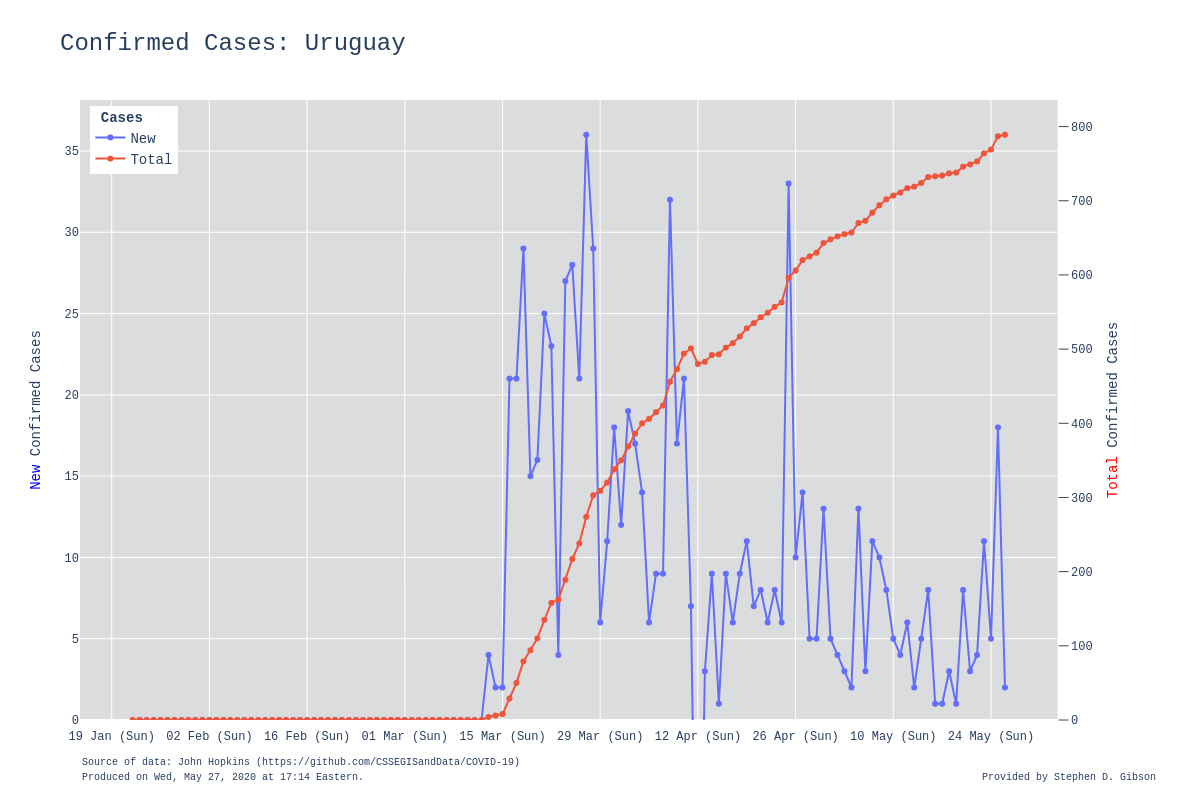 Confirmed Cases: Uruguay
Cases
New
Total
35
30
25
20
15
10
5
0
800
700
600
500
400
300
200
100
0
New Confirmed Cases
Total Confirmed Cases
19 Jan (Sun) 02 Feb (Sun) 16 Feb (Sun) 01 Mar (Sun) 15 Mar (Sun) 29 Mar (Sun) 12 Apr (Sun) 26 Apr (Sun) 10 May (Sun) 24 May (Sun)
Source of data: John Hopkins (https://github.com/CSSEGISandData/COVID-19)
Produced on Wed, May 27, 2020 at 17:14 Eastern.
Provided by Stephen D. Gibson